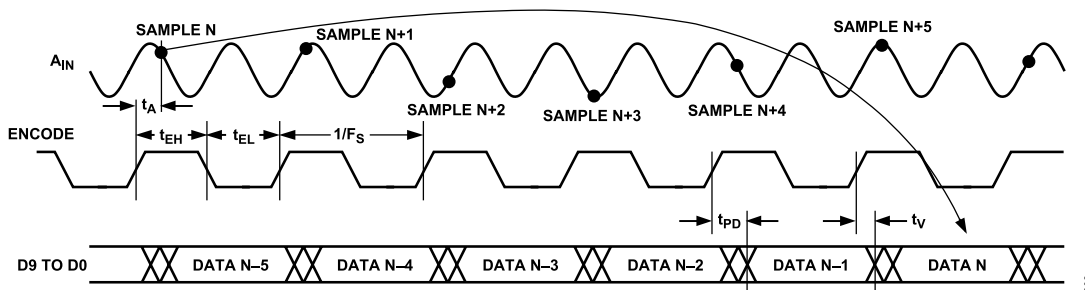 SAMPLE N
SAMPLE N+1
SAMPLE N+5
AIN
tA
SAMPLE N+2
SAMPLE N+3
SAMPLE N+4
ENCODE
tEH
tEL
1/FS
tPD
tV
D9 TO D0
DATA N–5
DATA N–4
DATA N–3
DATA N–2
DATA N–1
DATA N